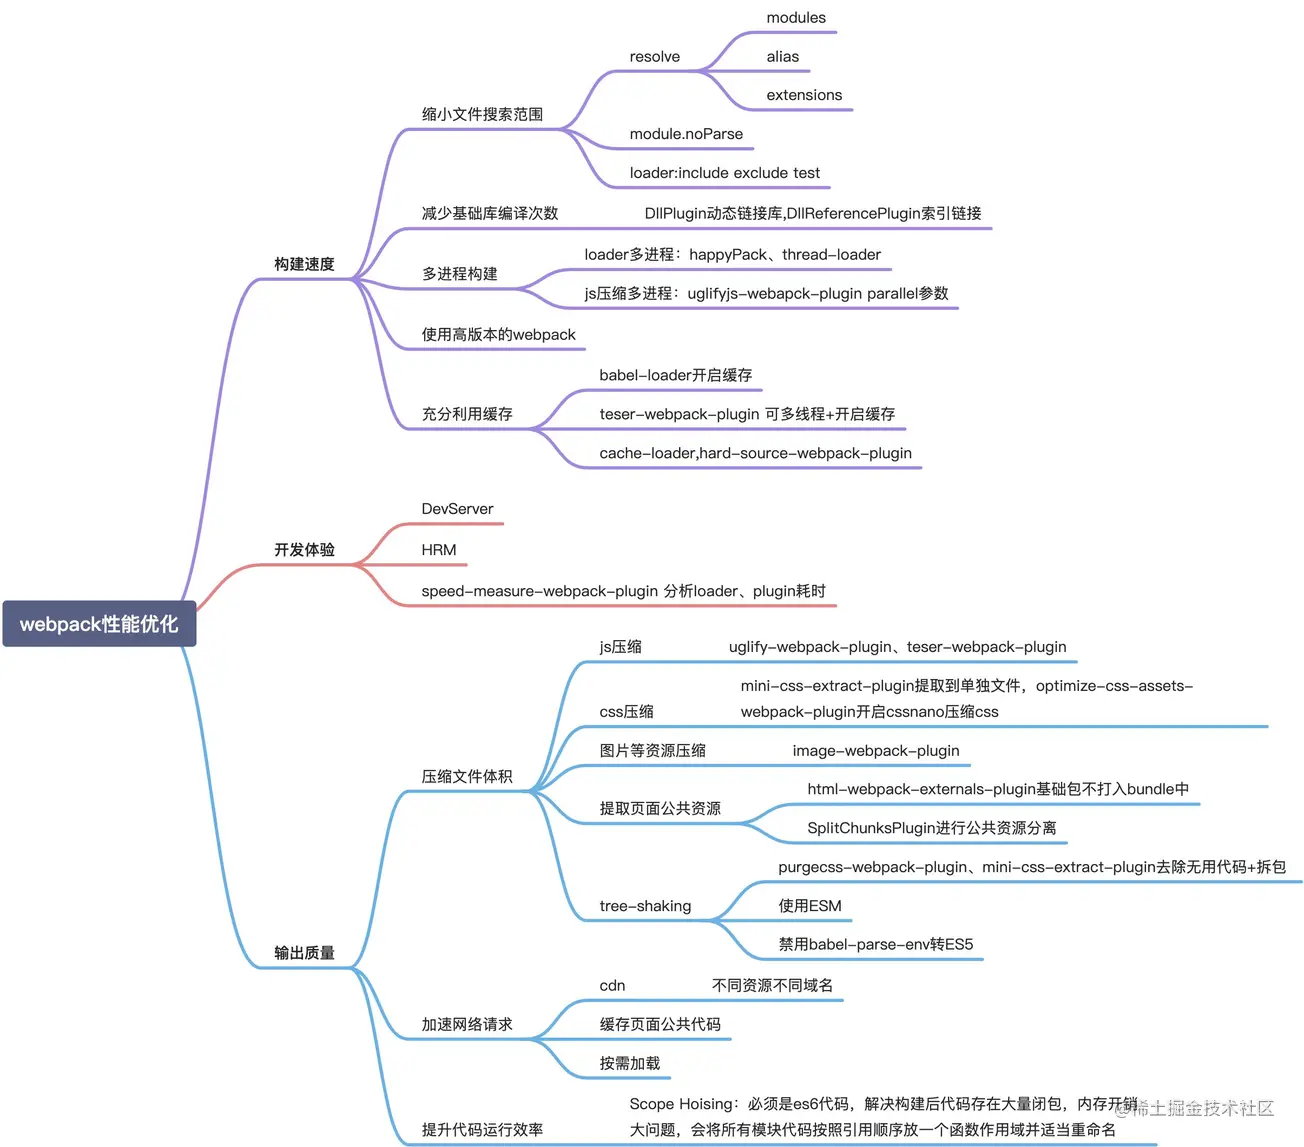 webpack性能优化
构建速度
缩小文件搜索范围
resolve
modules
alias
extensions
module.noParse
loader:include exclude test
减少基础库编译次数
DllPlugin动态链接库,DllReferencePlugin索引链接
多进程构建
loader多进程：happyPack、thread-loader
js压缩多进程：uglifyjs-webapck-plugin parallel参数
使用高版本的webpack
充分利用缓存
babel-loader开启缓存
teser-webpack-plugin 可多线程+开启缓存
cache-loader,hard-source-webpack-plugin
开发体验
DevServer
HRM
speed-measure-webpack-plugin 分析loader、plugin耗时
输出质量
压缩文件体积
js压缩
uglify-webpack-plugin、teser-webpack-plugin
css压缩
mini-css-extract-plugin提取到单独文件，optimize-css-assets-
webpack-plugin开启cssnano压缩css
图片等资源压缩
image-webpack-plugin
提取页面公共资源
html-webpack-externals-plugin基础包不打入bundle中
SplitChunksPlugin进行公共资源分离
tree-shaking
purgecss-webpack-plugin、mini-css-extract-plugin去除无用代码+拆包
使用ESM
禁用babel-parse-env转ES5
加速网络请求
cdn
不同资源不同域名
缓存页面公共代码
按需加载
提升代码运行效率
Scope Hoising：必须是es6代码，解决构建后代码存在大量闭包，内存开销
大问题，会将所有模块代码按照引用顺序放一个函数作用域并适当重命名
@稀土掘金技术社区